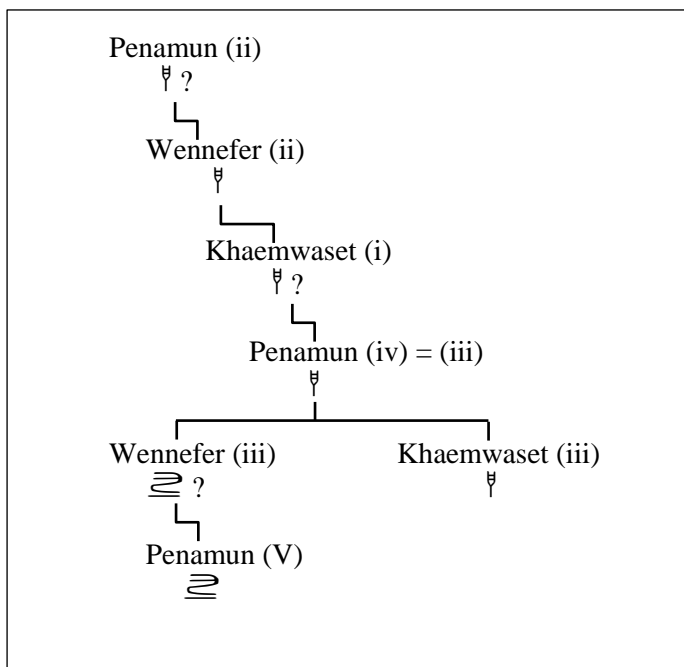 Penamun (ii)
?
Wennefer (ii)
Khaemwaset (i)
?
Penamun (iv) = (iii)
Wennefer (iii) Khaemwaset (iii)
?
Penamun (V)